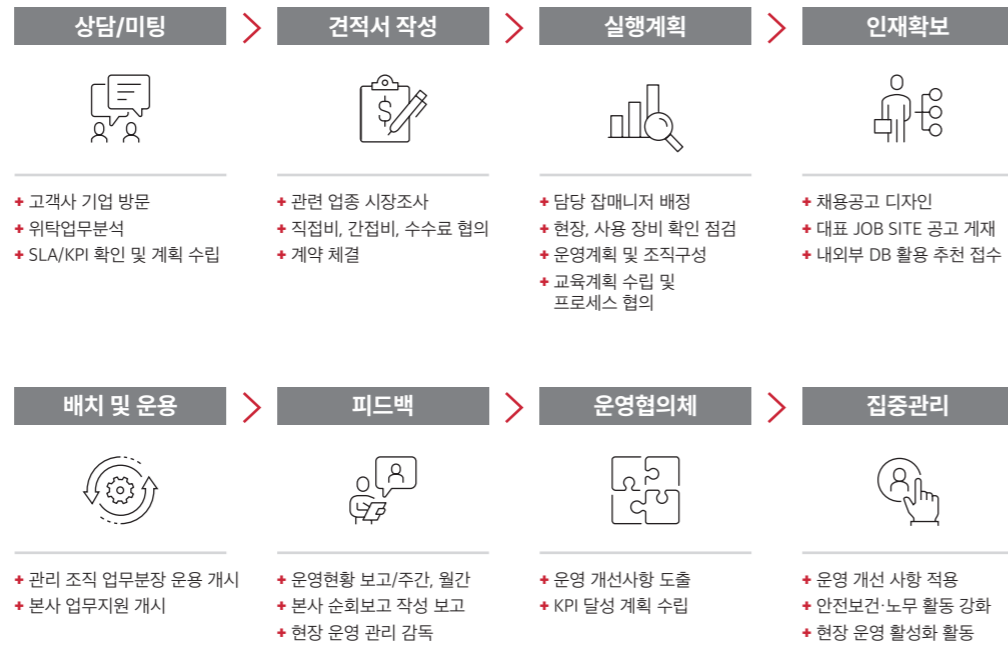 상담/미팅
+ 고객사 기업 방문
+ 위탁업무분석
+ SLA/KPI 확인 및 계획 수립
견적서 작성
$
+ 관련 업종 시장조사
+ 직접비, 간접비, 수수료 협의
+ 계약 체결
실행계획
+ 담당 잡매니저 배정
+ 현장, 사용 장비 확인 점검
+ 운영계획 및 조직구성
+ 교육계획 수립 및
프로세스 협의
인재확보
+ 채용공고 디자인
+ 대표 JOB SITE 공고 게재
+ 내외부 DB 활용 추천 접수
배치 및 운용
+ 관리 조직 업무분장 운용 개시
+ 본사 업무지원 개시
피드백
+ 운영현황 보고/주간, 월간
+ 본사 순회보고 작성 보고
+ 현장 운영 관리 감독
운영협의체
+ 운영 개선사항 도출
+ KPI 달성 계획 수립
집중관리
+ 운영 개선 사항 적용
+ 안전보건·노무 활동 강화
+ 현장 운영 활성화 활동